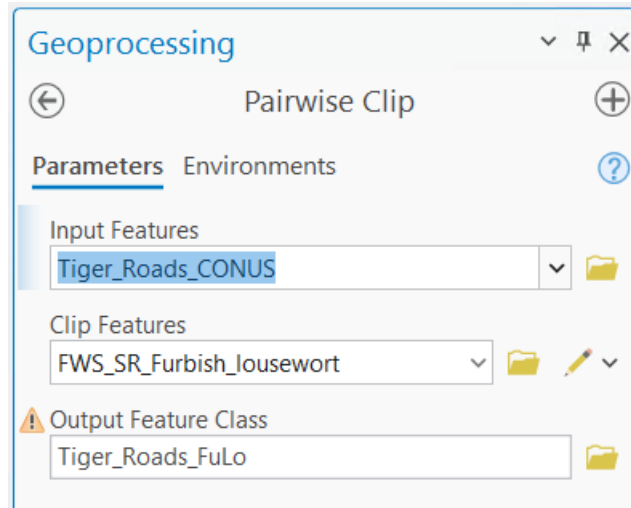 Geoprocessing
Pairwise Clip
Parameters Environments
Input Features
Tiger_Roads_CONUS
Clip Features
FWS_SR_Furbish_lousewort
Output Feature Class
Tiger_Roads_FuLo